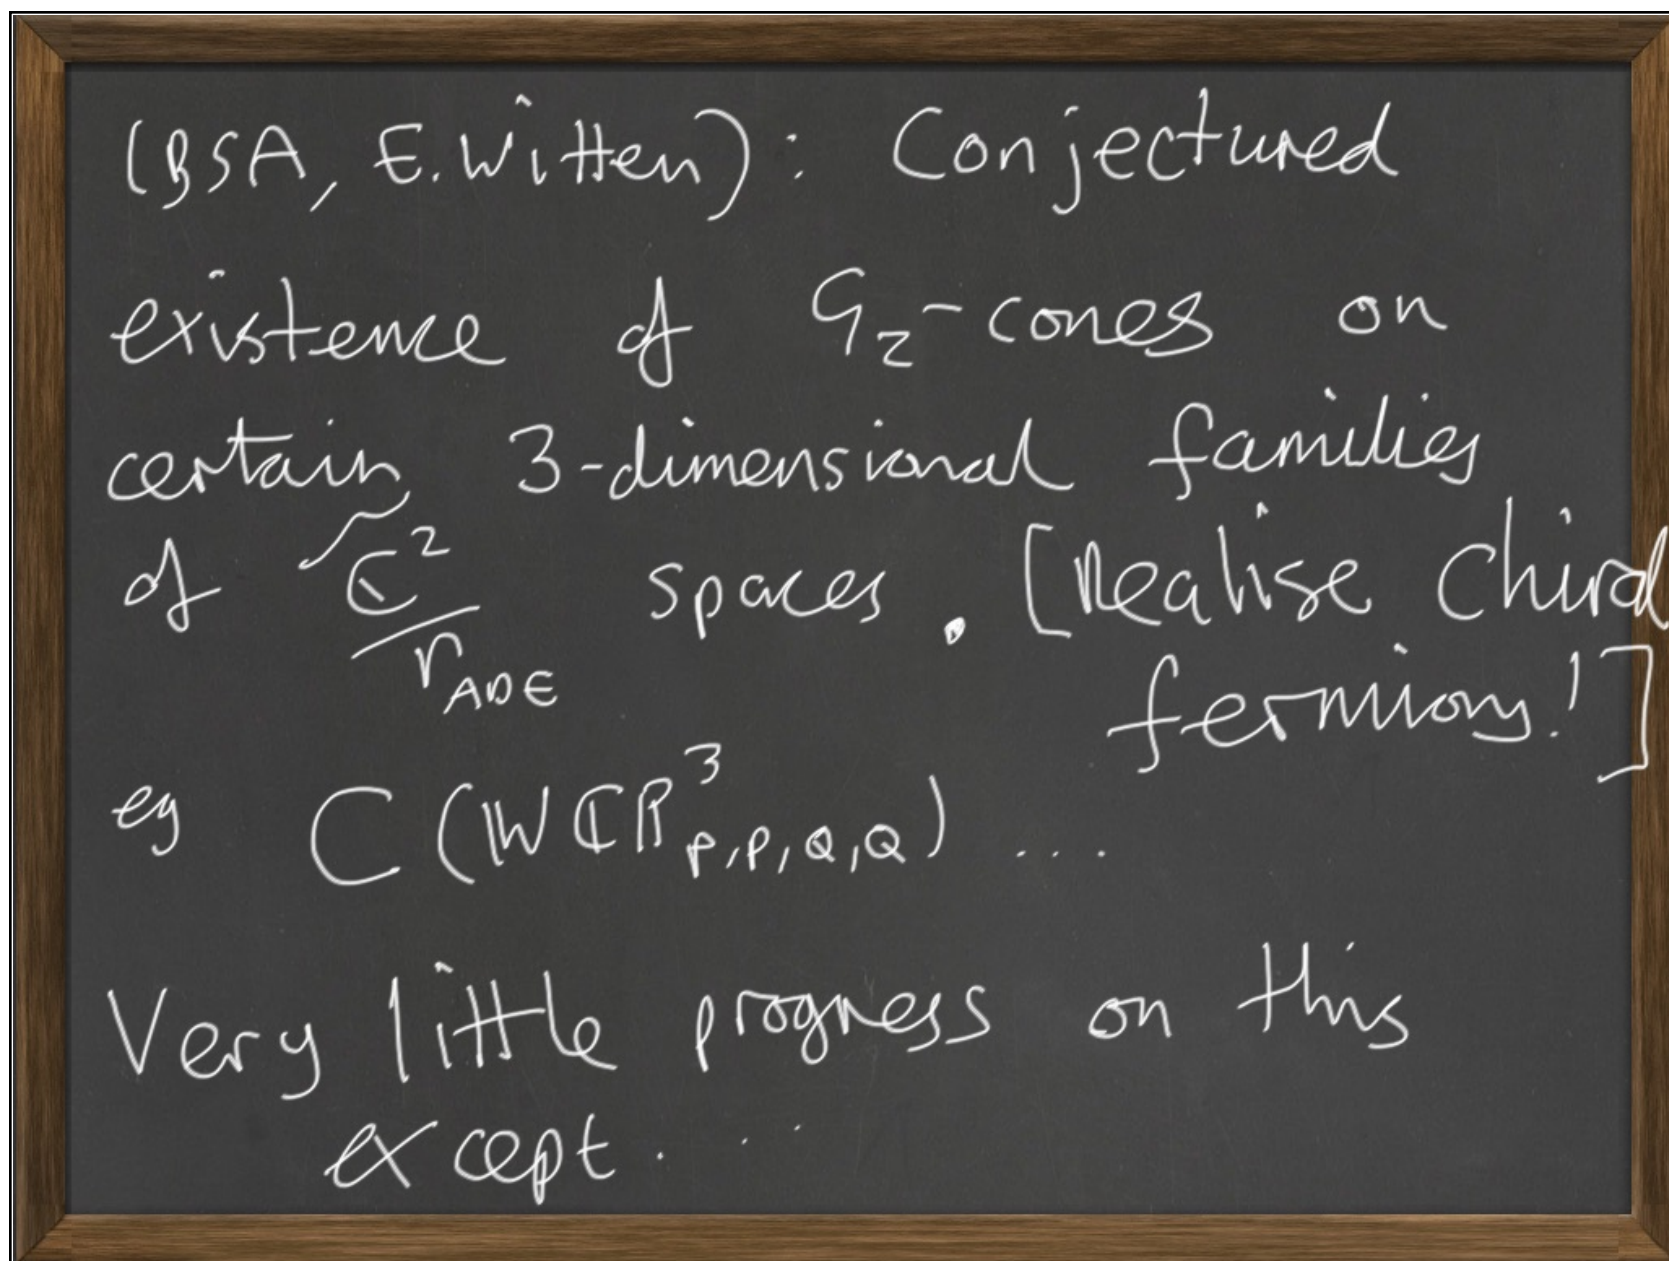 (BSA, E. Witten): Conjectured
existence of G₂-cones on
certain 3-dimensional families
of \widetilde{ℂ²/Γ_ADE} spaces. [Realise Chiral
fermions!]
eg C(Wℂℙ³_{P,P,Q,Q}) ...
Very little progress on this
except. ..